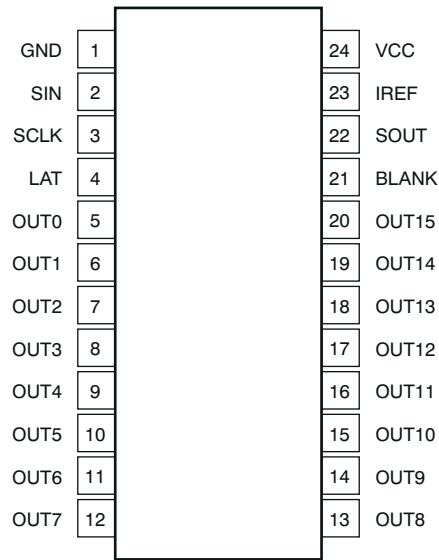 GND 1 24 VCC
SIN 2 23 IREF
SCLK 3 22 SOUT
LAT 4 21 BLANK
OUT0 5 20 OUT15
OUT1 6 19 OUT14
OUT2 7 18 OUT13
OUT3 8 17 OUT12
OUT4 9 16 OUT11
OUT5 10 15 OUT10
OUT6 11 14 OUT9
OUT7 12 13 OUT8